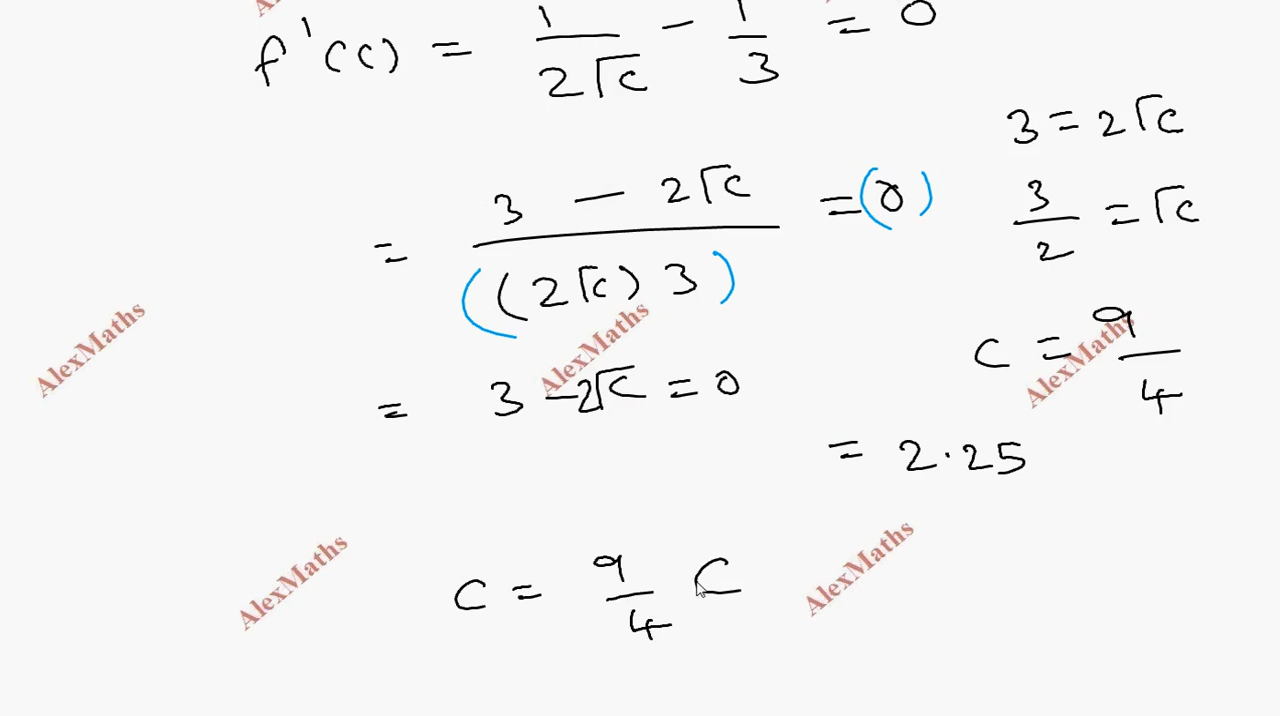 f'(c) = 1/2√c - 1/3 = 0
3 = 2√c
= 3 - 2√c / ((2√c) 3) = (0)
3/2 = √c
c = 9/4
= 3 - 2√c = 0
= 2.25
c = 9/4 C
AlexMaths
AlexMaths
AlexMaths
AlexMaths
AlexMaths